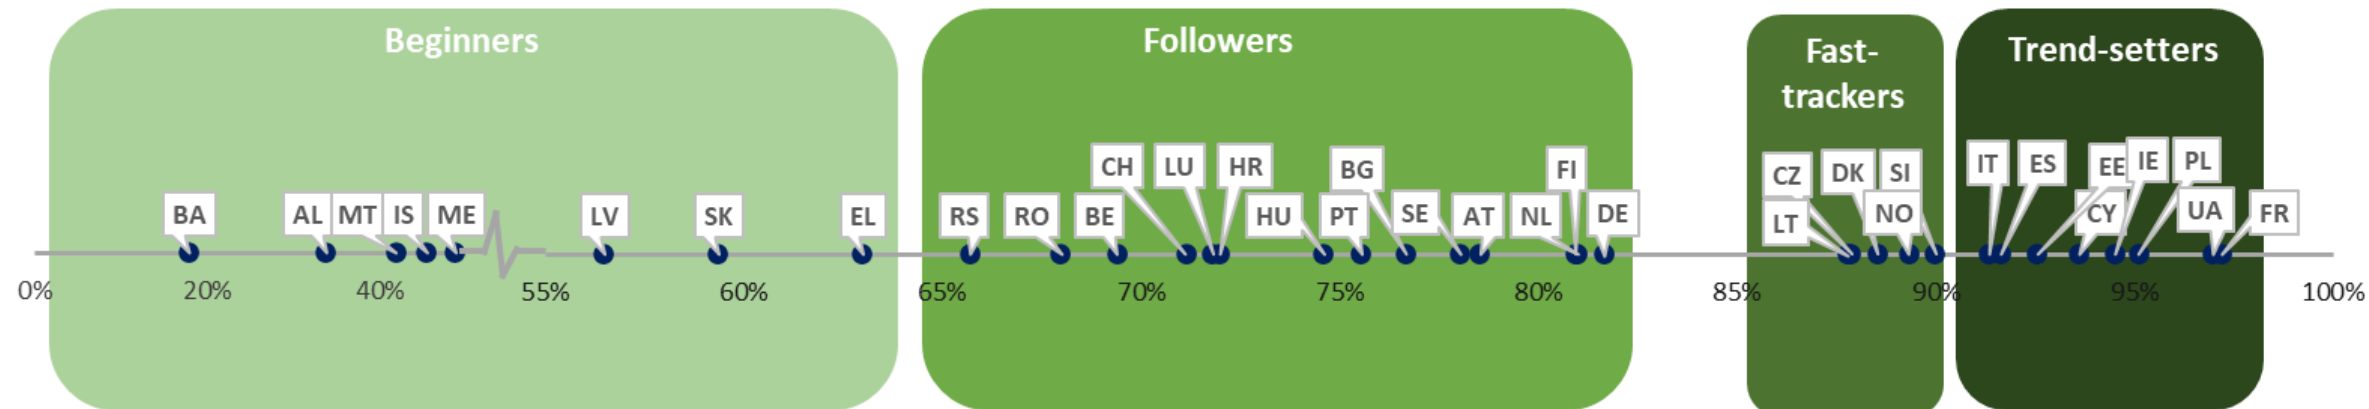 Beginners
Followers
Fast-
trackers
Trend-setters
BA
AL
MT
IS
ME
LV
SK
EL
RS
RO
BE
CH
LU
HR
HU
PT
BG
SE
AT
NL
FI
DE
CZ
LT
DK
SI
NO
IT
ES
EE
CY
IE
PL
UA
FR
0% 20% 40% 55% 60% 65% 70% 75% 80% 85% 90% 95% 100%